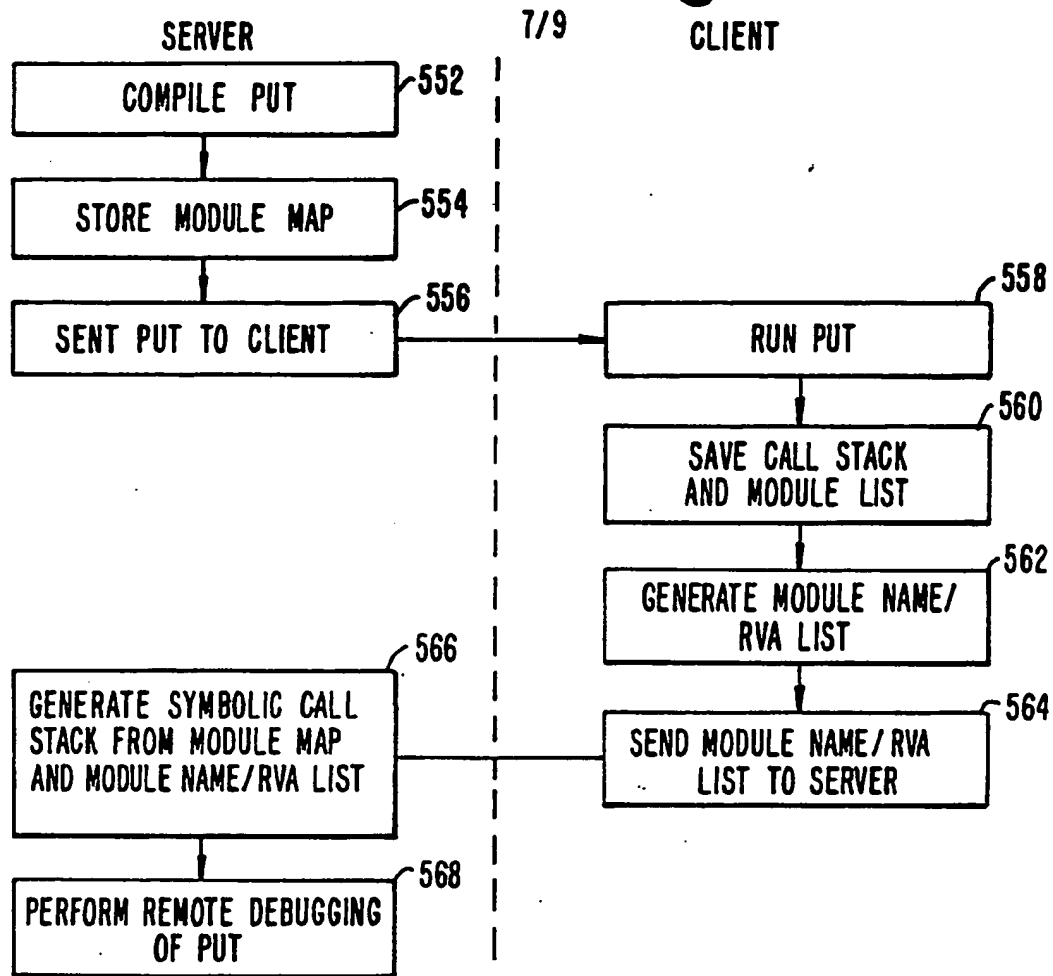 7/9
SERVER
CLIENT
COMPILE PUT
552
STORE MODULE MAP
554
SENT PUT TO CLIENT
556
RUN PUT
558
SAVE CALL STACK
AND MODULE LIST
560
GENERATE MODULE NAME/
RVA LIST
562
SEND MODULE NAME/RVA
LIST TO SERVER
564
GENERATE SYMBOLIC CALL
STACK FROM MODULE MAP
AND MODULE NAME/RVA LIST
566
PERFORM REMOTE DEBUGGING
OF PUT
568